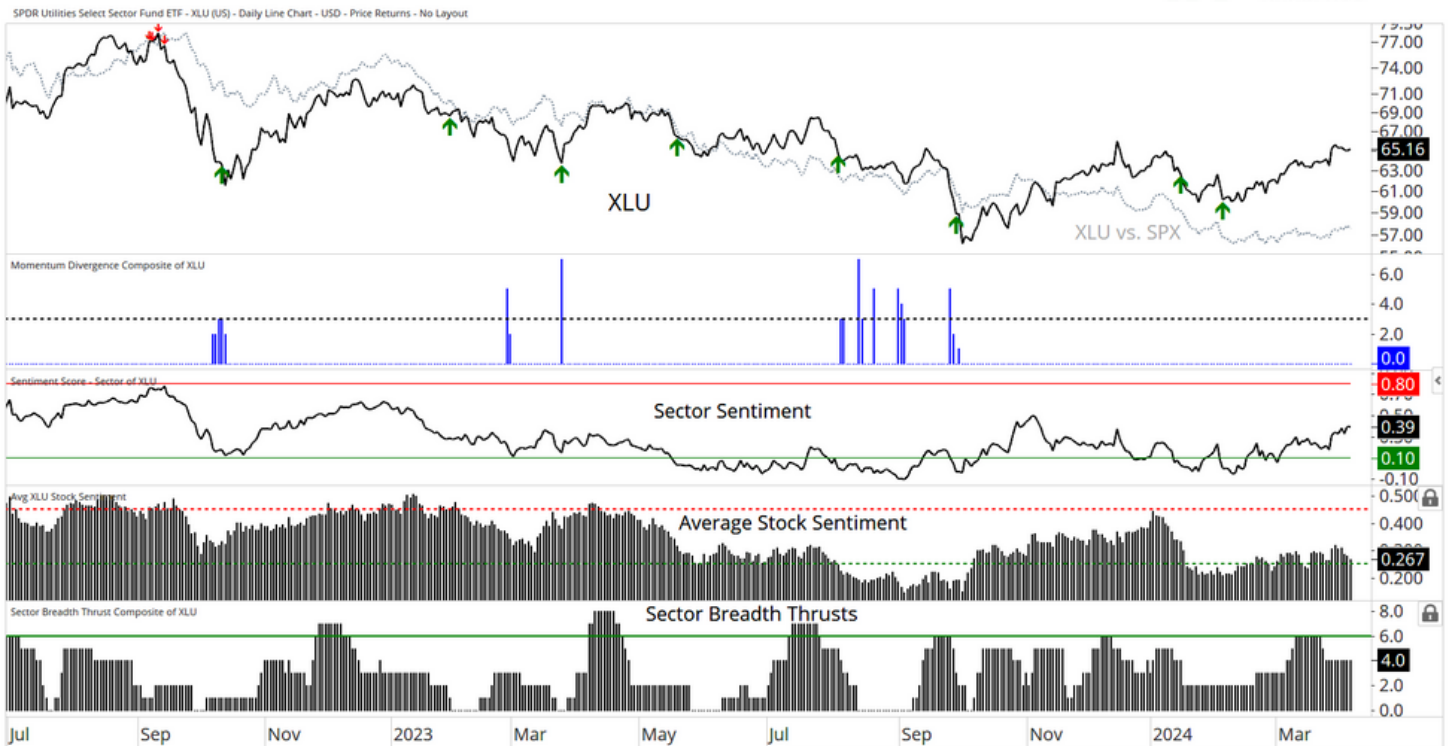 SPDR Utilities Select Sector Fund ETF - XLU (US) - Daily Line Chart - USD - Price Returns - No Layout
77.00
74.00
71.00
69.00
67.00
65.16
63.00
61.00
59.00
57.00
XLU
XLU vs. SPX
Momentum Divergence Composite of XLU
6.0
4.0
2.0
0.0
Sentiment Score - Sector of XLU
0.80
0.39
0.10
-0.10
Sector Sentiment
Avg XLU Stock Sentiment
0.500
0.400
0.267
0.200
Average Stock Sentiment
Sector Breadth Thrust Composite of XLU
Sector Breadth Thrusts
8.0
6.0
4.0
2.0
0.0
Jul Sep Nov 2023 Mar May Jul Sep Nov 2024 Mar